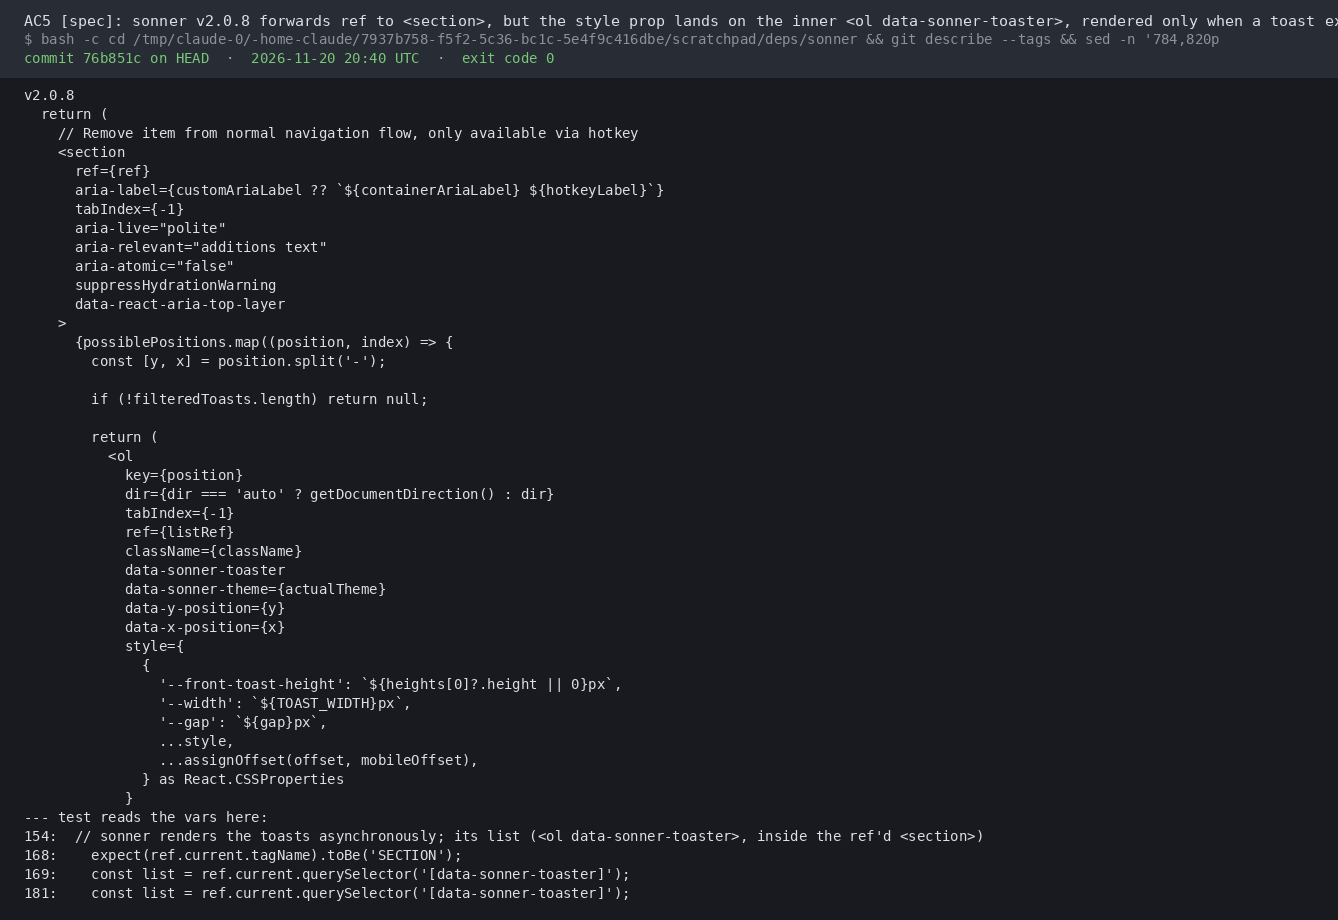 AC5 [spec]: sonner v2.0.8 forwards ref to <section>, but the style prop lands on the inner <ol data-sonner-toaster>, rendered only when a toast
$ bash -c cd /tmp/claude-0/-home-claude/7937b758-f5f2-5c36-bc1c-5e4f9c416dbe/scratchpad/deps/sonner && git describe --tags && sed -n '784,820p
commit 76b851c on HEAD  ·  2026-11-20 20:40 UTC  ·  exit code 0
v2.0.8
  return (
    // Remove item from normal navigation flow, only available via hotkey
    <section
      ref={ref}
      aria-label={customAriaLabel ?? `${containerAriaLabel} ${hotkeyLabel}`}
      tabIndex={-1}
      aria-live="polite"
      aria-relevant="additions text"
      aria-atomic="false"
      suppressHydrationWarning
      data-react-aria-top-layer
    >
      {possiblePositions.map((position, index) => {
        const [y, x] = position.split('-');

        if (!filteredToasts.length) return null;

        return (
          <ol
            key={position}
            dir={dir === 'auto' ? getDocumentDirection() : dir}
            tabIndex={-1}
            ref={listRef}
            className={className}
            data-sonner-toaster
            data-sonner-theme={actualTheme}
            data-y-position={y}
            data-x-position={x}
            style={
              {
                '--front-toast-height': `${heights[0]?.height || 0}px`,
                '--width': `${TOAST_WIDTH}px`,
                '--gap': `${gap}px`,
                ...style,
                ...assignOffset(offset, mobileOffset),
              } as React.CSSProperties
            }
--- test reads the vars here:
154:  // sonner renders the toasts asynchronously; its list (<ol data-sonner-toaster>, inside the ref'd <section>)
168:    expect(ref.current.tagName).toBe('SECTION');
169:    const list = ref.current.querySelector('[data-sonner-toaster]');
181:    const list = ref.current.querySelector('[data-sonner-toaster]');